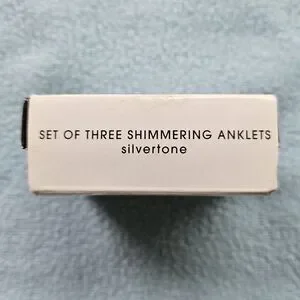 SET OF THREE SHIMMERING ANKLETS
silvertone